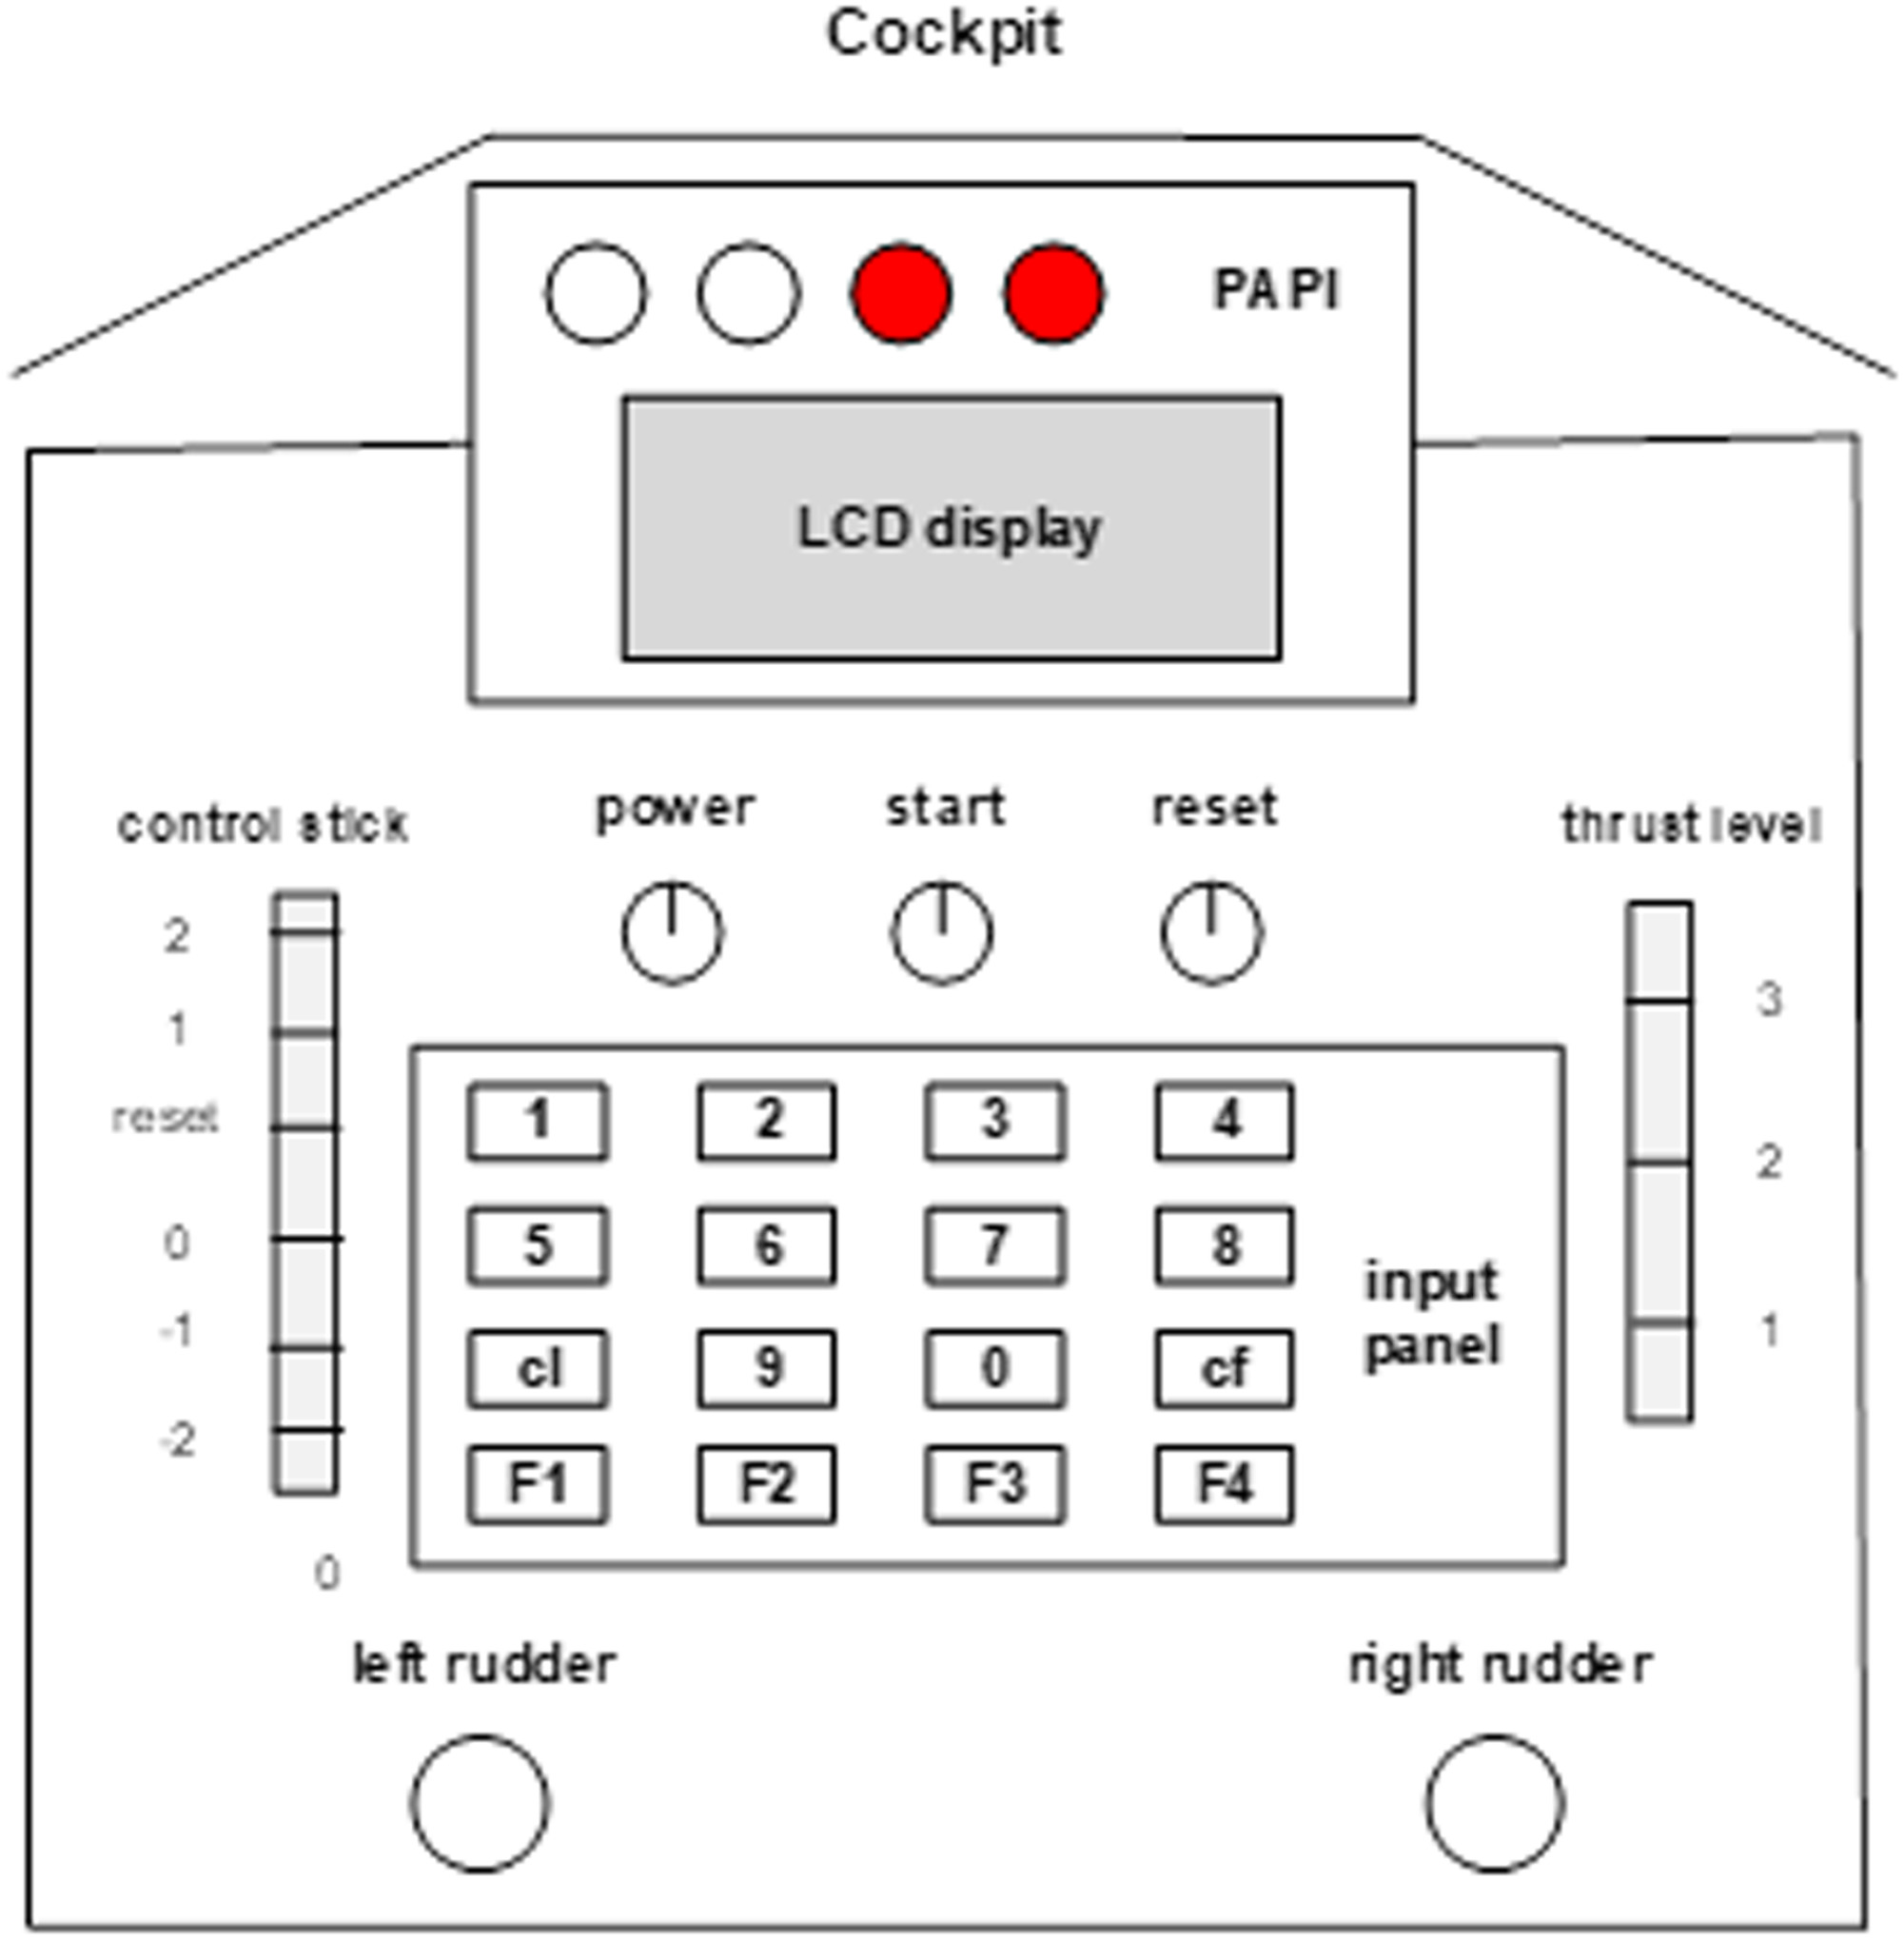 Cockpit
PAPI
LCD display
power start reset
control stick
thrust level
2
1
reset
0
-1
-2
0
3
2
1
1 2 3 4
5 6 7 8
cl 9 0 cf
F1 F2 F3 F4
input
panel
left rudder
right rudder